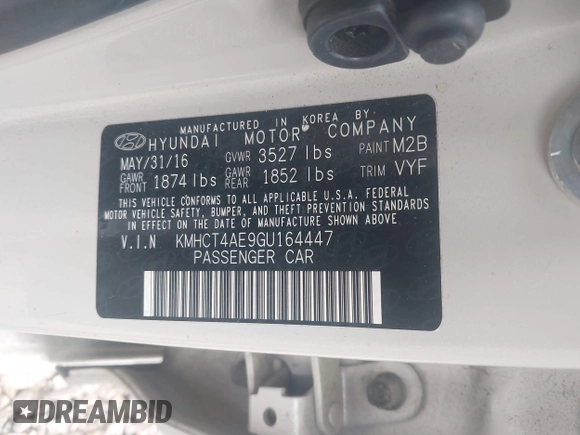 MANUFACTURED IN KOREA BY:
HYUNDAI MOTOR COMPANY
MAY/31/16 GVWR 3527 lbs PAINT M2B
GAWR FRONT 1874 lbs GAWR REAR 1852 lbs TRIM VYF
THIS VEHICLE CONFORMS TO ALL APPLICABLE U.S.A. FEDERAL
MOTOR VEHICLE SAFETY, BUMPER, AND THEFT PREVENTION STANDARDS
IN EFFECT ON THE DATE OF MANUFACTURE SHOWN ABOVE.
V.I.N KMHCT4AE9GU164447
PASSENGER CAR
DREAMBID